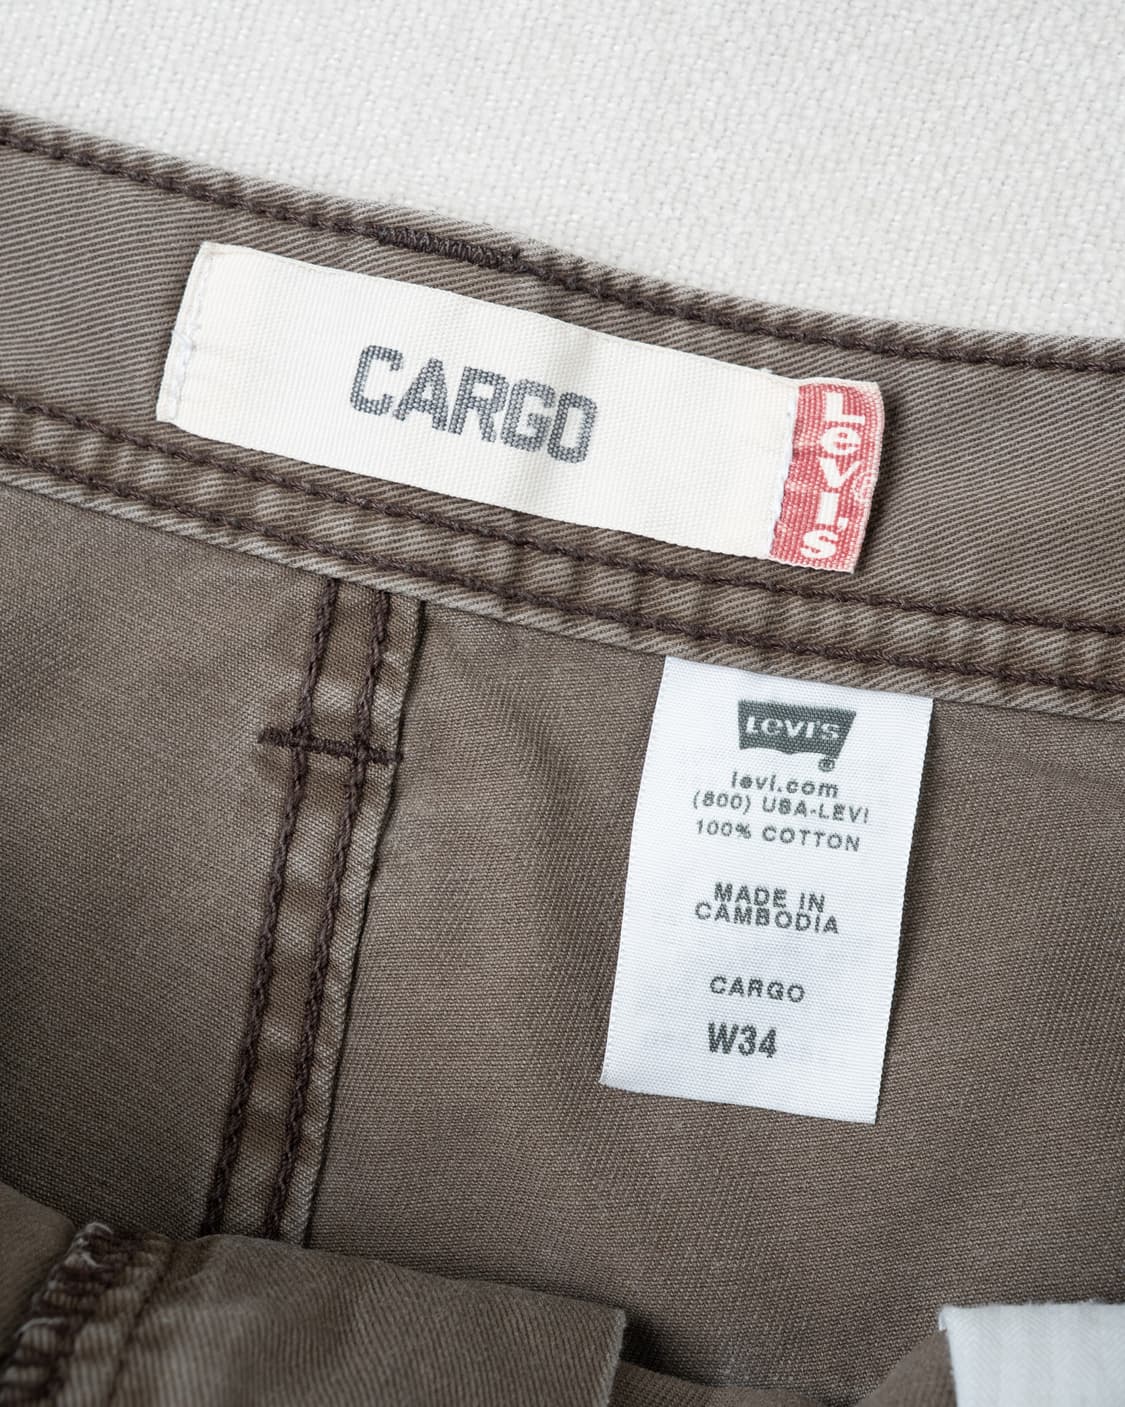 CARGO
LEVI'S
LEVI'S
®
levi.com
(800) USA-LEVI
100% COTTON
MADE IN
CAMBODIA
CARGO
W34